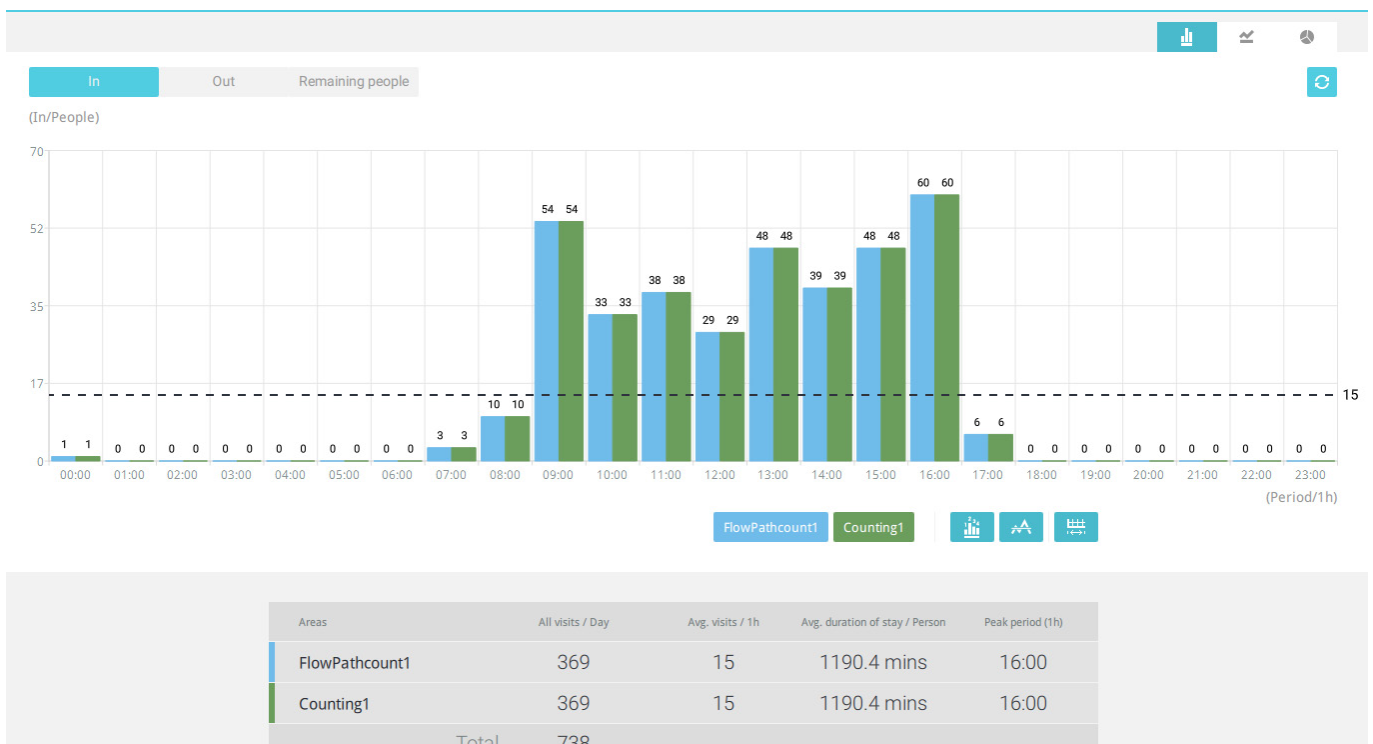 In Out Remaining people
(In/People)
70
60 60
54 54
52
48 48 48 48
39 39
38 38
35
33 33
29 29
17
15
10 10
6 6
3 3
1 1 0 0 0 0 0 0 0 0 0 0 0 0 0 0 0 0 0 0 0 0 0 0 0 0
0
00:00 01:00 02:00 03:00 04:00 05:00 06:00 07:00 08:00 09:00 10:00 11:00 12:00 13:00 14:00 15:00 16:00 17:00 18:00 19:00 20:00 21:00 22:00 23:00
(Period/1h)
FlowPathcount1 Counting1
Areas All visits / Day Avg. visits / 1h Avg. duration of stay / Person Peak period (1h)
FlowPathcount1 369 15 1190.4 mins 16:00
Counting1 369 15 1190.4 mins 16:00
Total 738